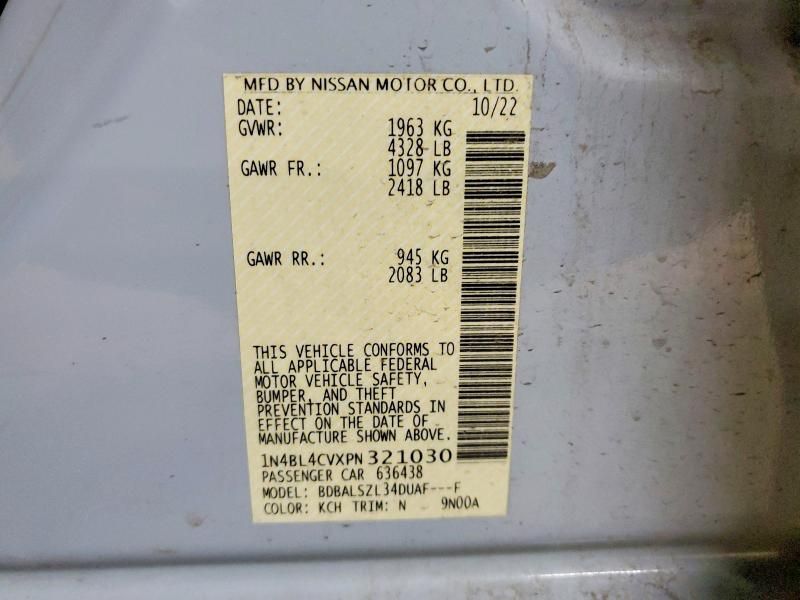 MFD BY NISSAN MOTOR CO., LTD.
DATE: 10/22
GVWR: 1963 KG
4328 LB
GAWR FR.: 1097 KG
2418 LB
GAWR RR.: 945 KG
2083 LB
THIS VEHICLE CONFORMS TO
ALL APPLICABLE FEDERAL
MOTOR VEHICLE SAFETY,
BUMPER, AND THEFT
PREVENTION STANDARDS IN
EFFECT ON THE DATE OF
MANUFACTURE SHOWN ABOVE.
1N4BL4CVXPN321030
PASSENGER CAR 636438
MODEL: BDBALSZL34DUAF---F
COLOR: KCH TRIM: N 9N00A